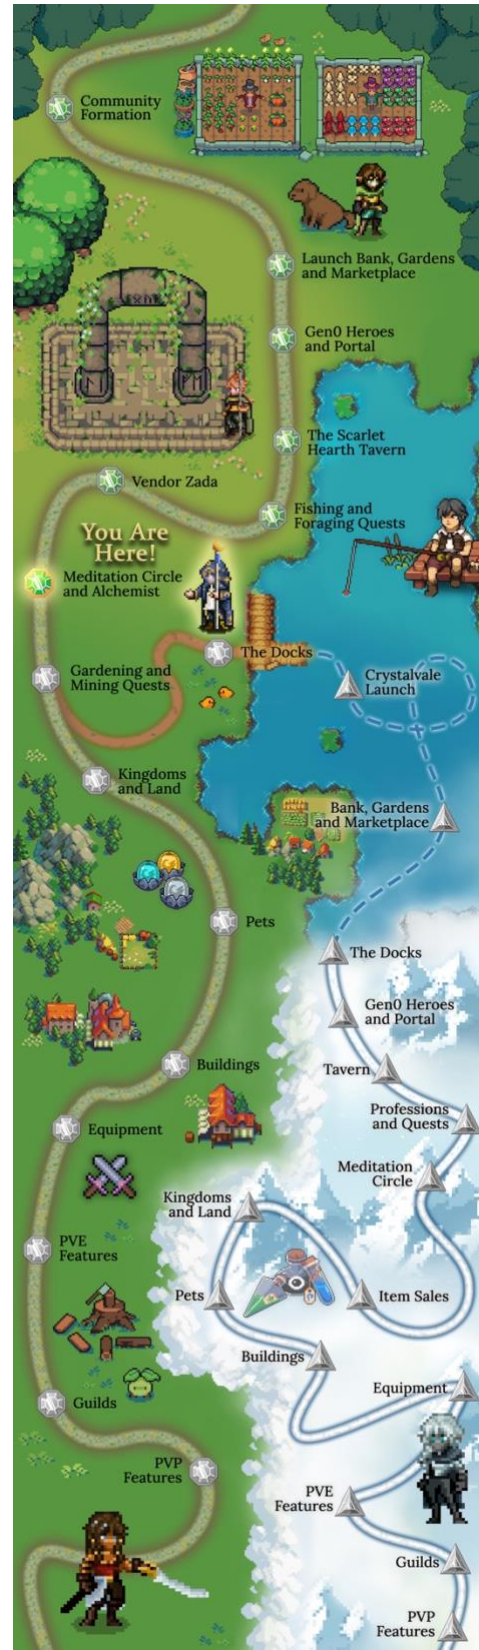 Community
Formation
Launch Bank, Gardens
and Marketplace
Gen0 Heroes
and Portal
The Scarlet
Hearth Tavern
Vendor Zada
Fishing and
Foraging Quests
You Are
Here!
Meditation Circle
and Alchemist
The Docks
Gardening and
Mining Quests
Crystalvale
Launch
Kingdoms
and Land
Bank, Gardens
and Marketplace
Pets
The Docks
Gen0 Heroes
and Portal
Buildings
Tavern
Equipment
Professions
and Quests
Meditation
Circle
Kingdoms
and Land
PVE
Features
Pets
Item Sales
Buildings
Equipment
Guilds
PVP
Features
PVE
Features
Guilds
PVP
Features